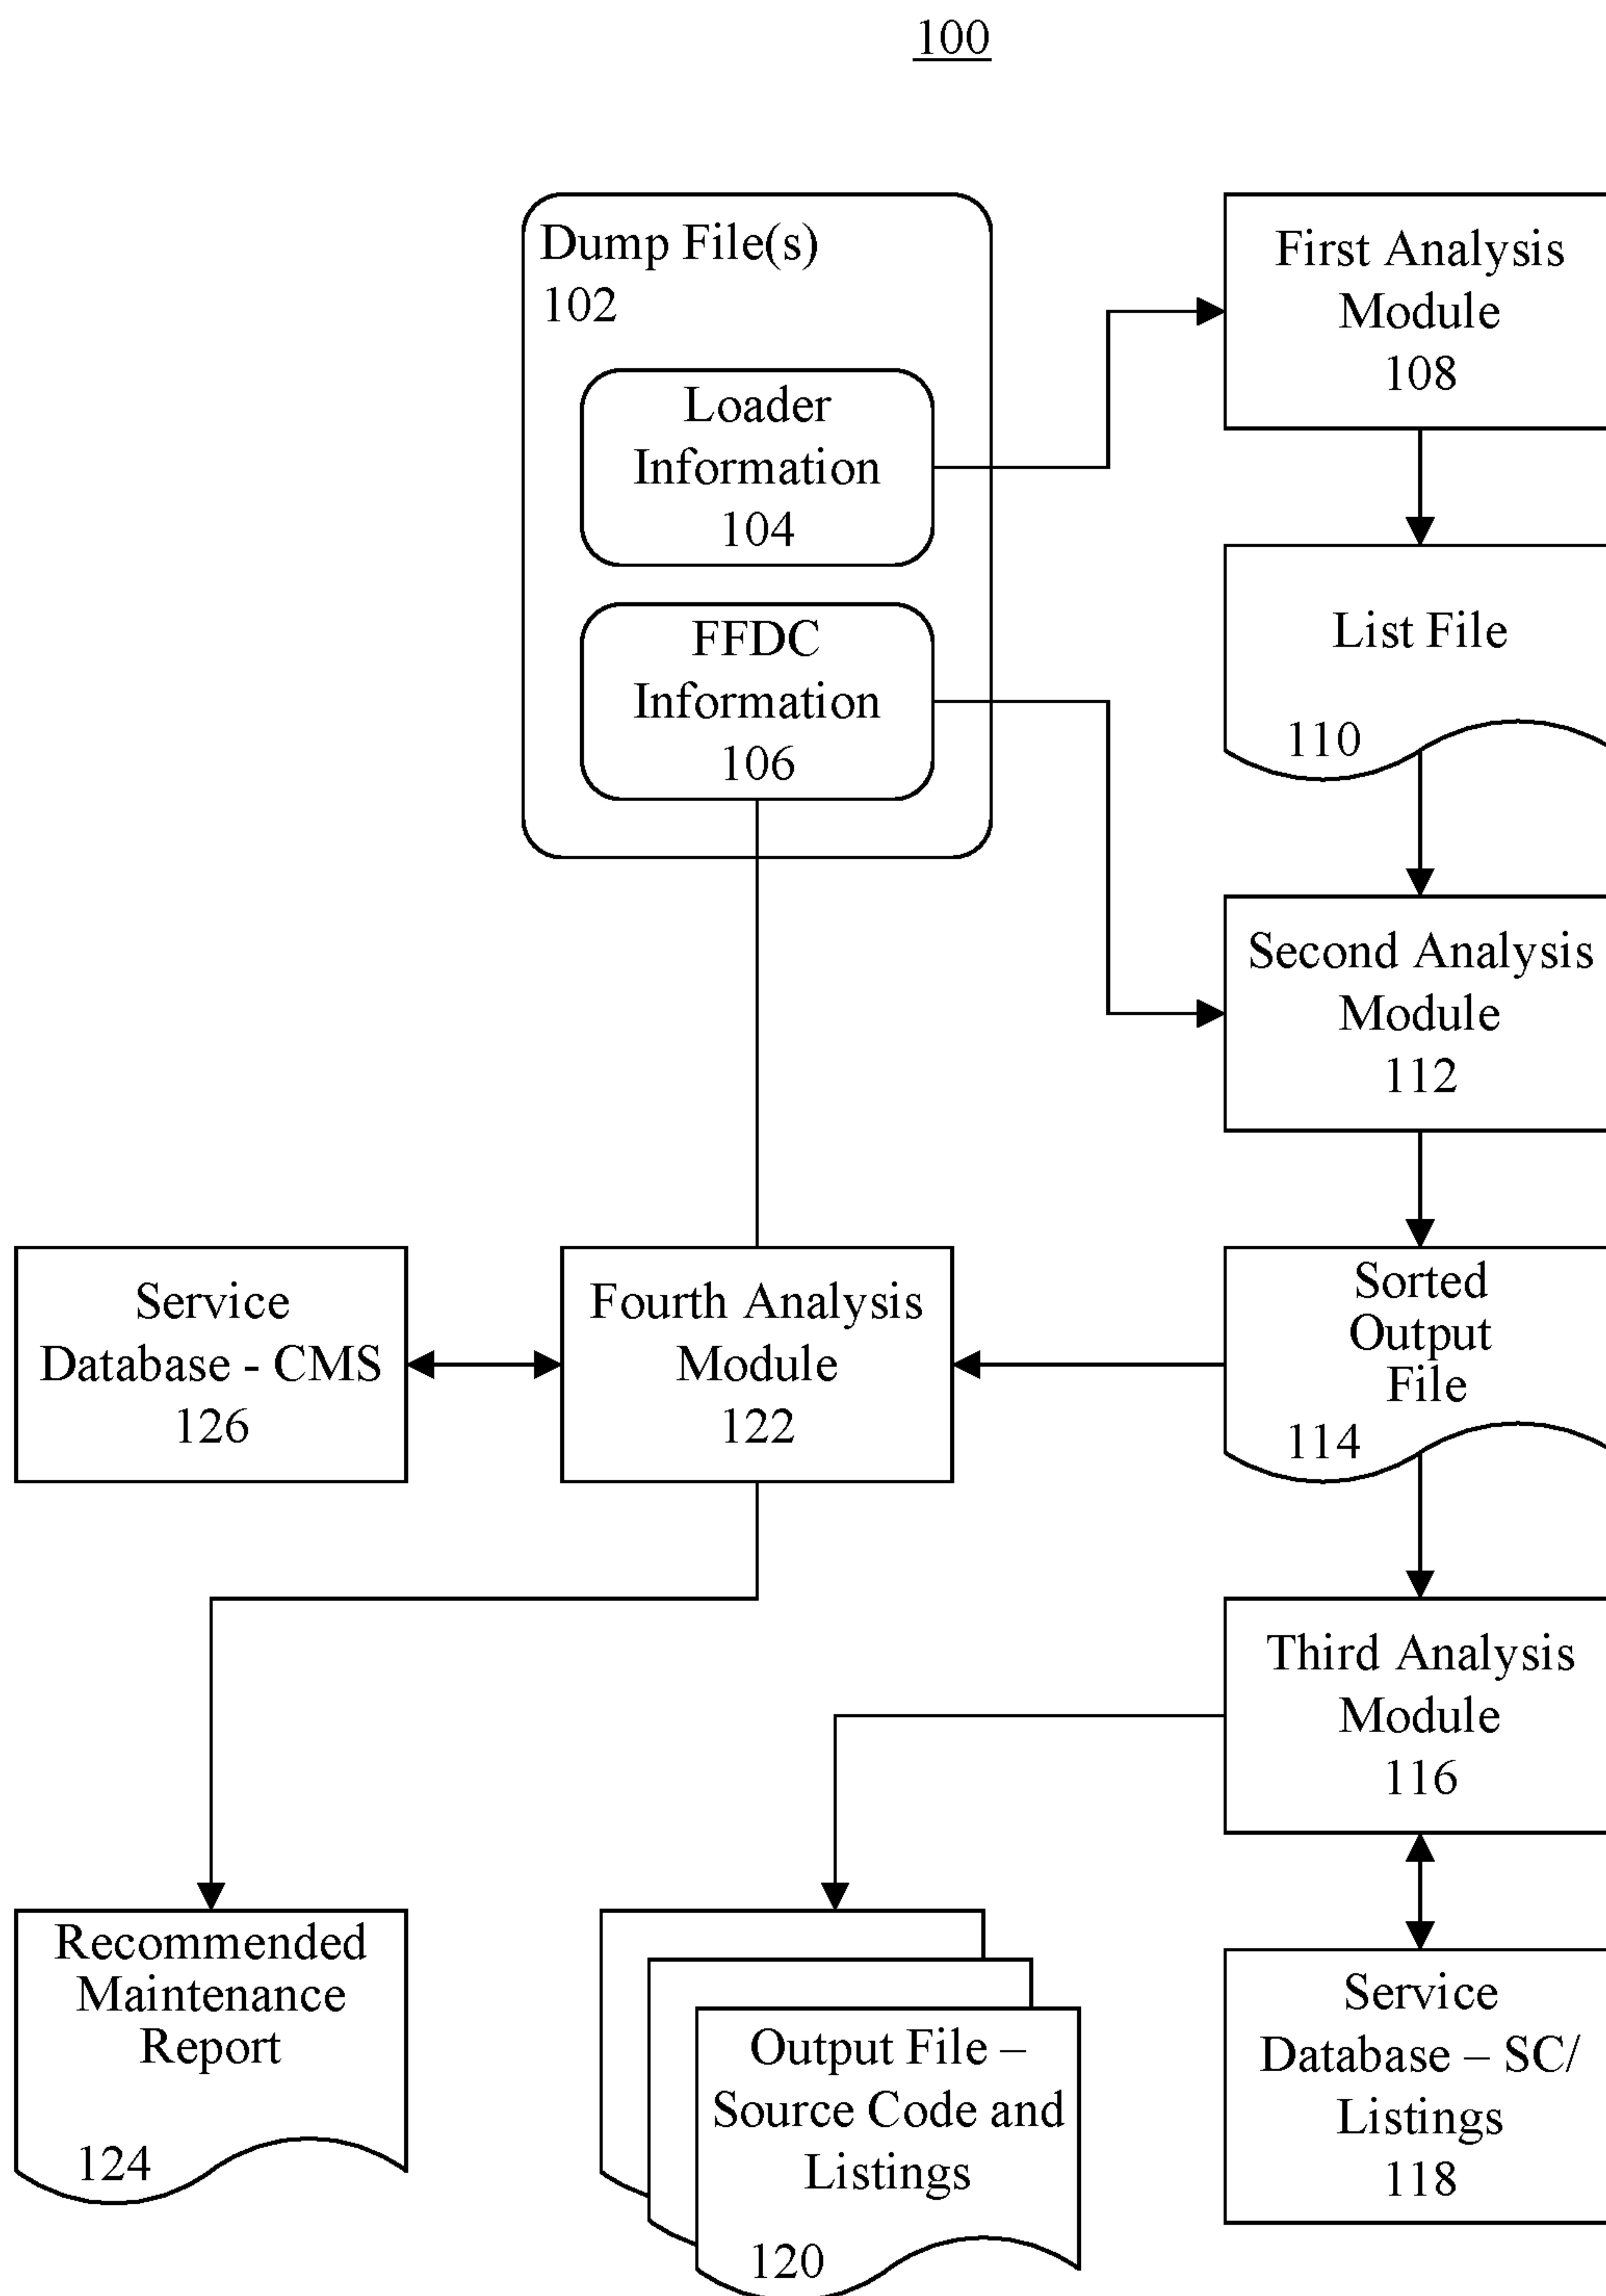 100
Dump File(s)
102
Loader
Information
104
FFDC
Information
106
First Analysis
Module
108
List File
110
Second Analysis
Module
112
Service
Database - CMS
126
Fourth Analysis
Module
122
Sorted
Output
File
114
Third Analysis
Module
116
Recommended
Maintenance
Report
124
Output File –
Source Code and
Listings
120
Service
Database – SC/
Listings
118